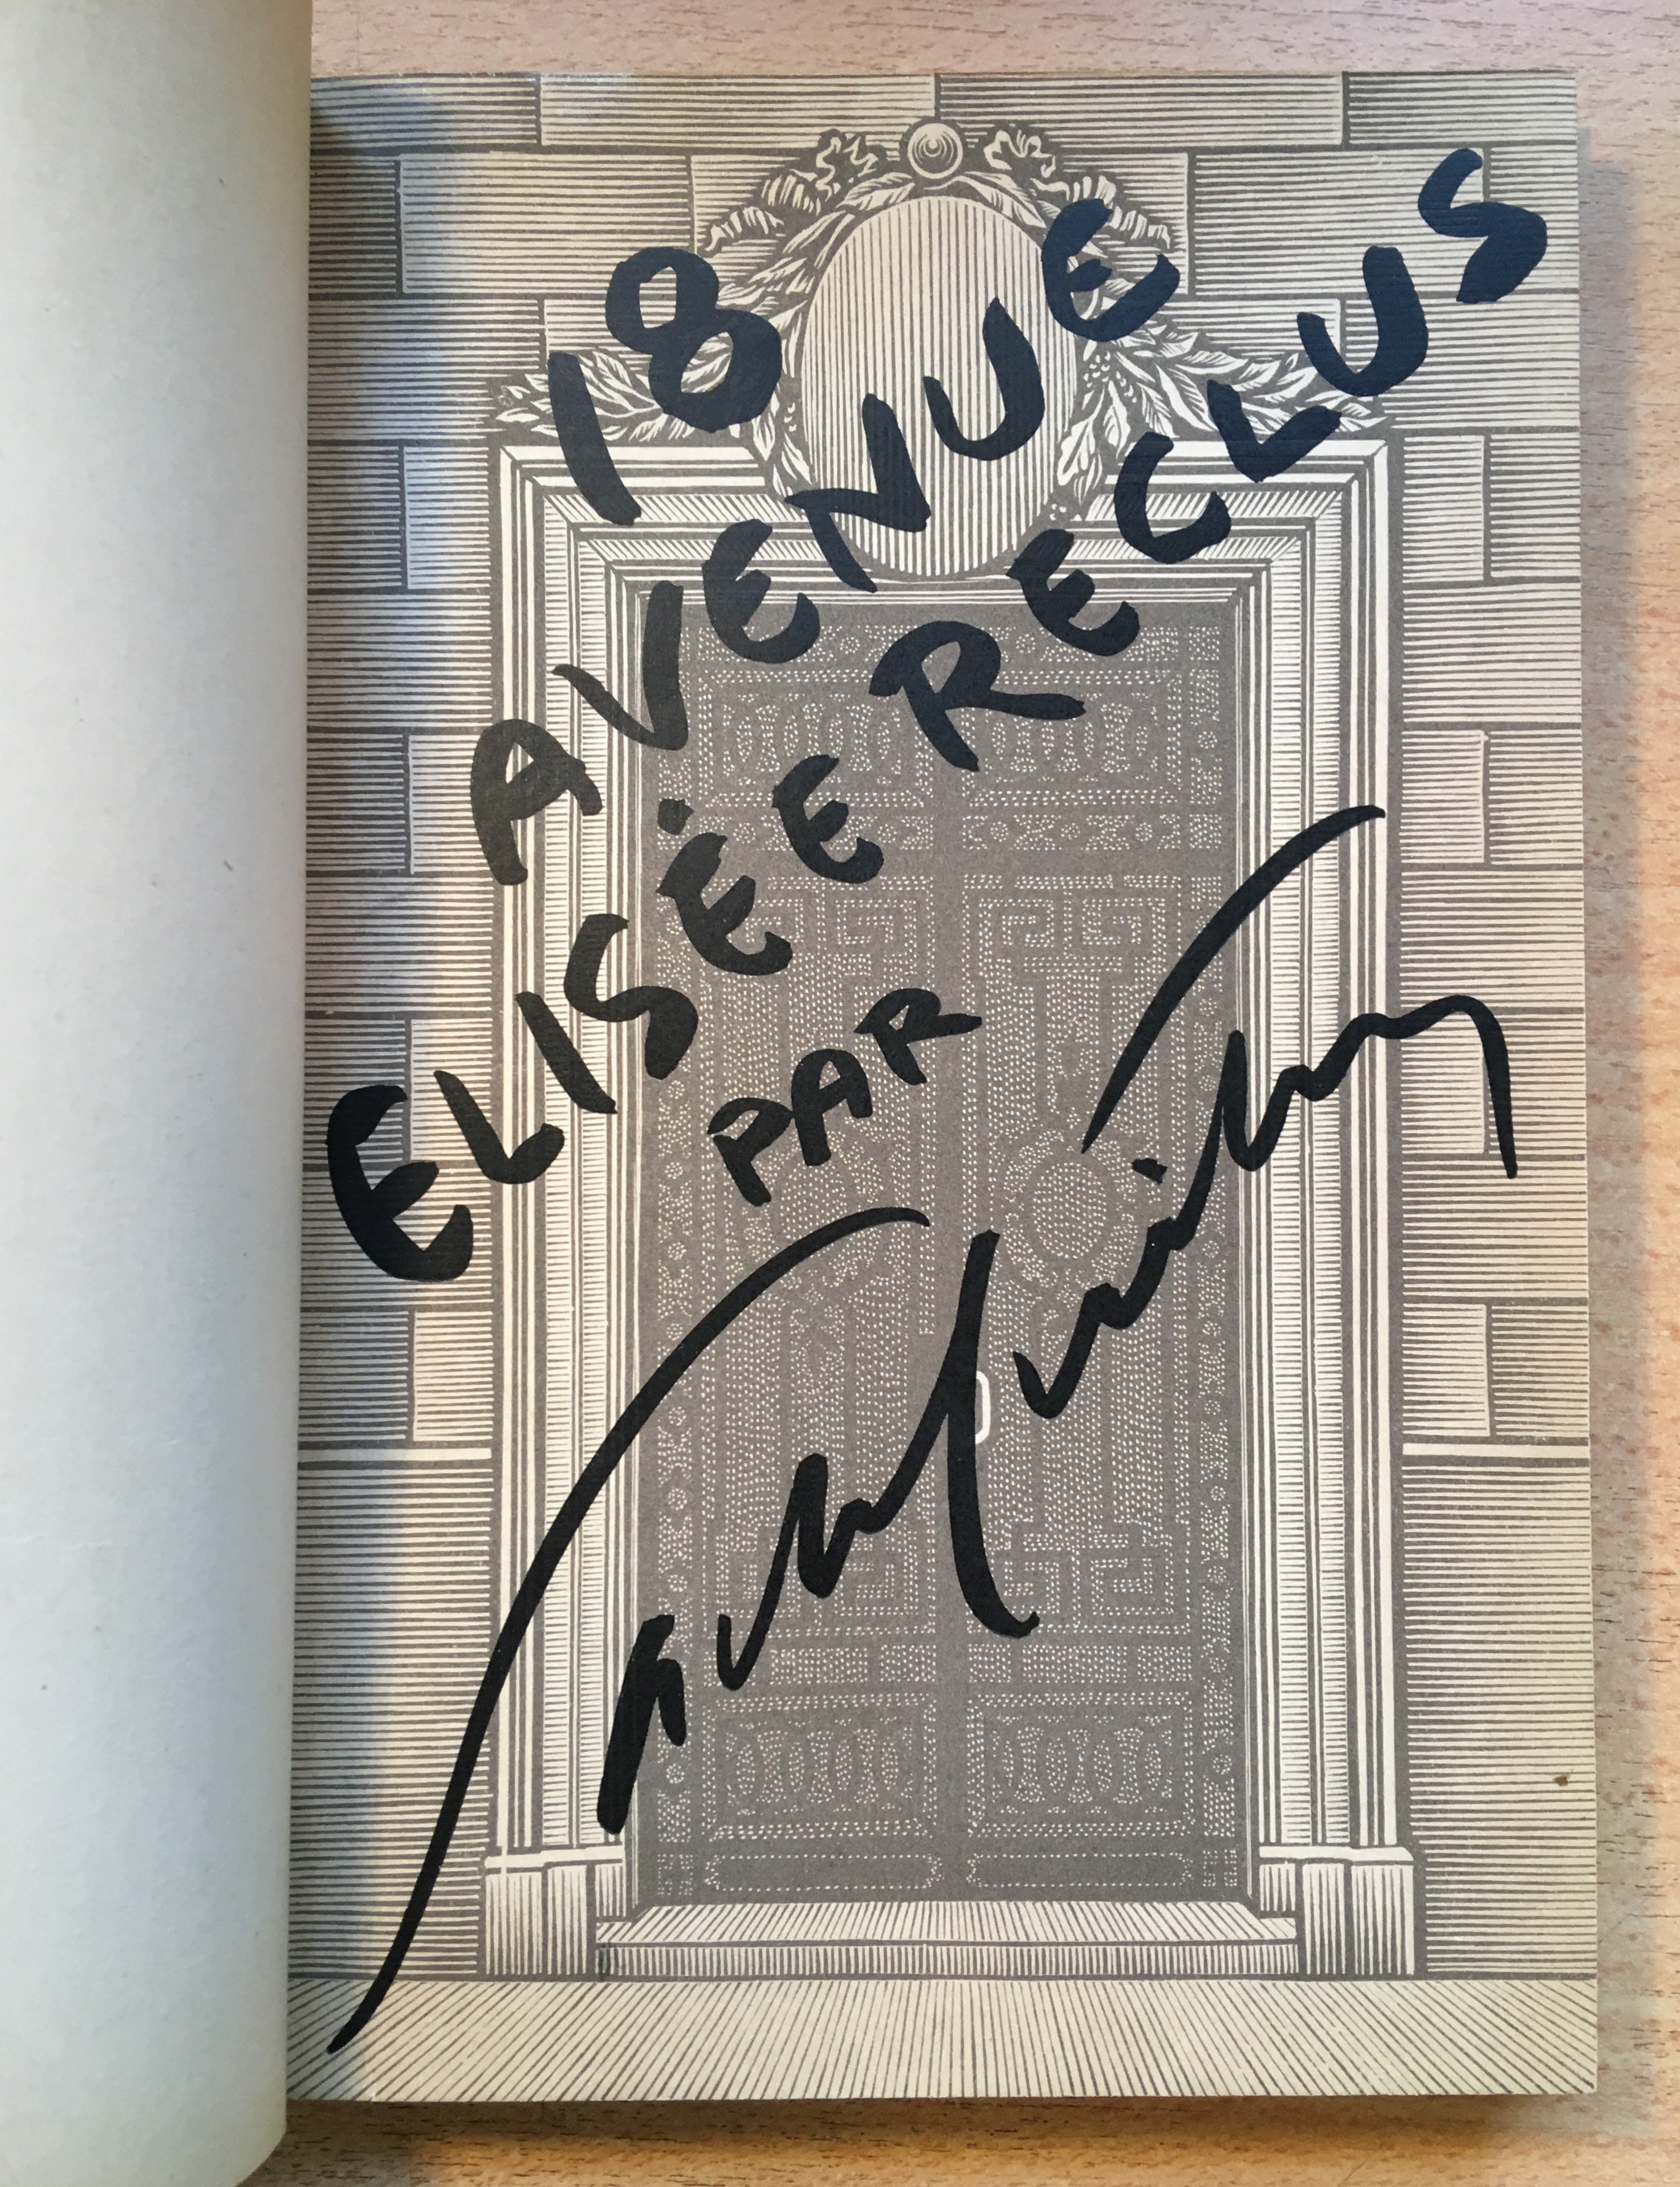 18
AVENUE
ELISÉE RECLUS
PAR